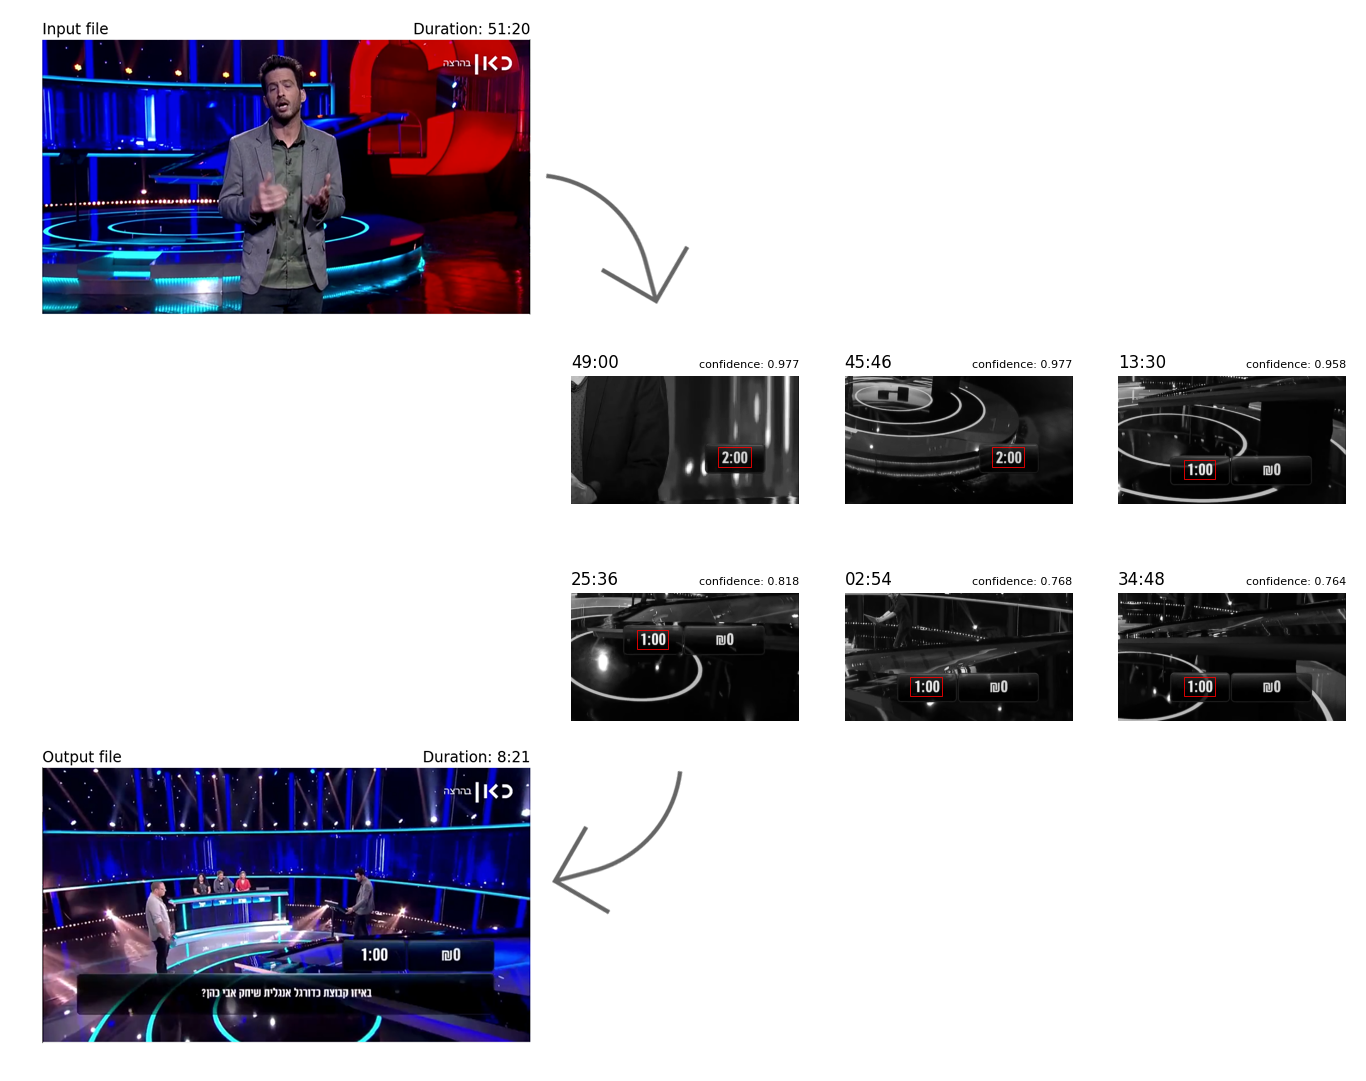 Input file
Duration: 51:20
כאן בהרצה
49:00
confidence: 0.977
2:00
45:46
confidence: 0.977
2:00
13:30
confidence: 0.958
1:00
₪0
25:36
confidence: 0.818
1:00
₪0
02:54
confidence: 0.768
1:00
₪0
34:48
confidence: 0.764
1:00
₪0
Output file
Duration: 8:21
כאן בהרצה
1:00
₪0
באיזו קבוצת כדורגל אנגלית שיחק אבי כהן?